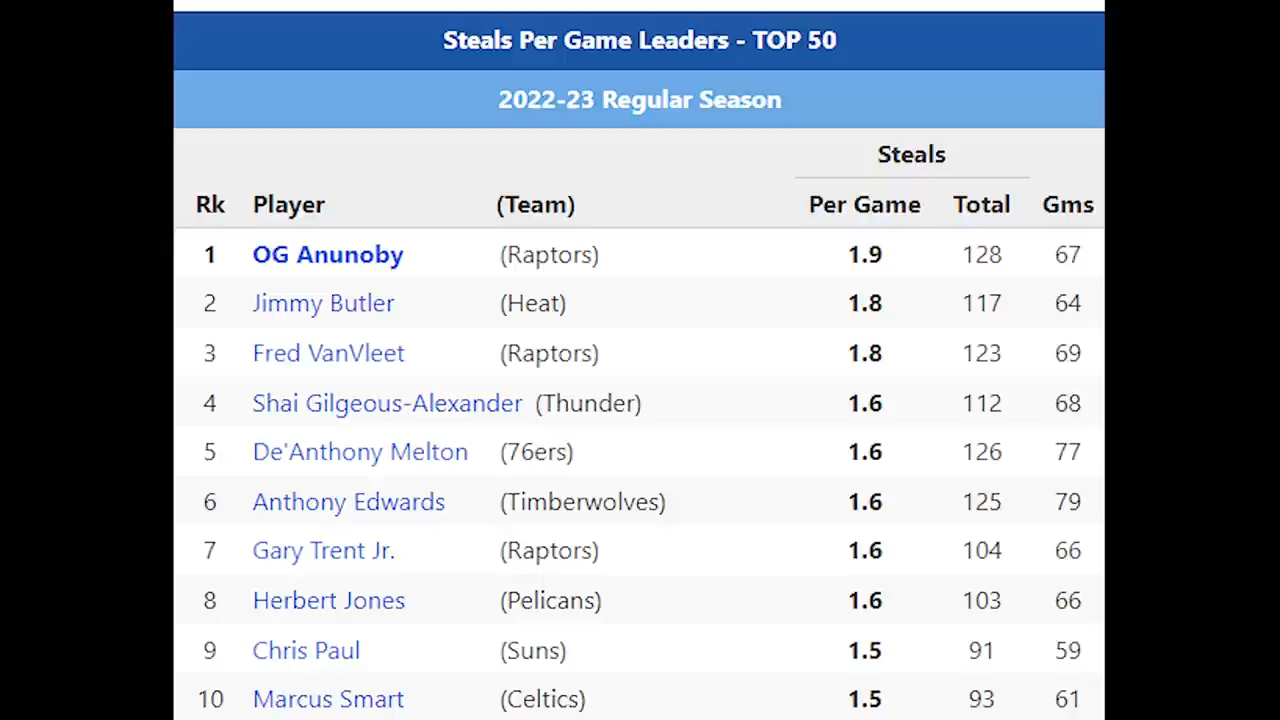 Steals Per Game Leaders - TOP 50
2022-23 Regular Season
Steals
Rk Player (Team) Per Game Total Gms
1 OG Anunoby (Raptors) 1.9 128 67
2 Jimmy Butler (Heat) 1.8 117 64
3 Fred VanVleet (Raptors) 1.8 123 69
4 Shai Gilgeous-Alexander (Thunder) 1.6 112 68
5 De'Anthony Melton (76ers) 1.6 126 77
6 Anthony Edwards (Timberwolves) 1.6 125 79
7 Gary Trent Jr. (Raptors) 1.6 104 66
8 Herbert Jones (Pelicans) 1.6 103 66
9 Chris Paul (Suns) 1.5 91 59
10 Marcus Smart (Celtics) 1.5 93 61